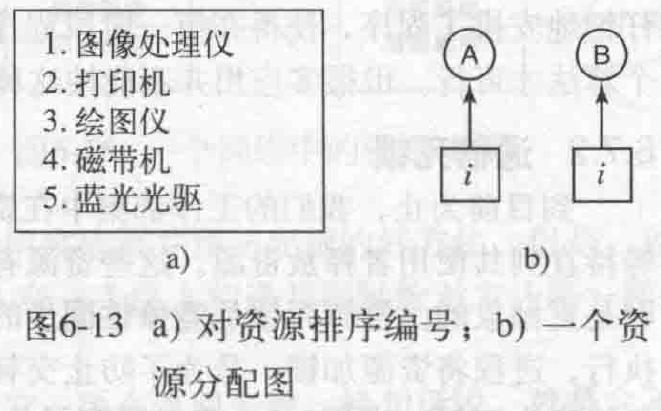 1. 图像处理仪
2. 打印机
3. 绘图仪
4. 磁带机
5. 蓝光光驱
a)
A B
i i
b)
图6-13 a) 对资源排序编号；b) 一个资
源分配图